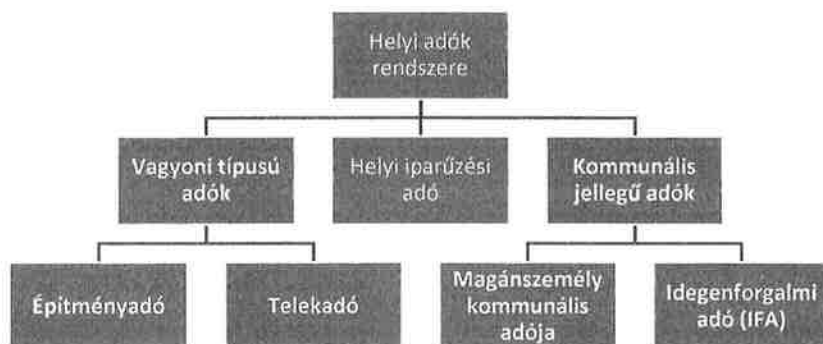 Helyi adók
rendszere
Vagyoni típusú
adók
Helyi iparűzési
adó
Kommunális
jellegű adók
Építményadó
Telekadó
Magánszemély
kommunális
adója
Idegenforgalmi
adó (IFA)